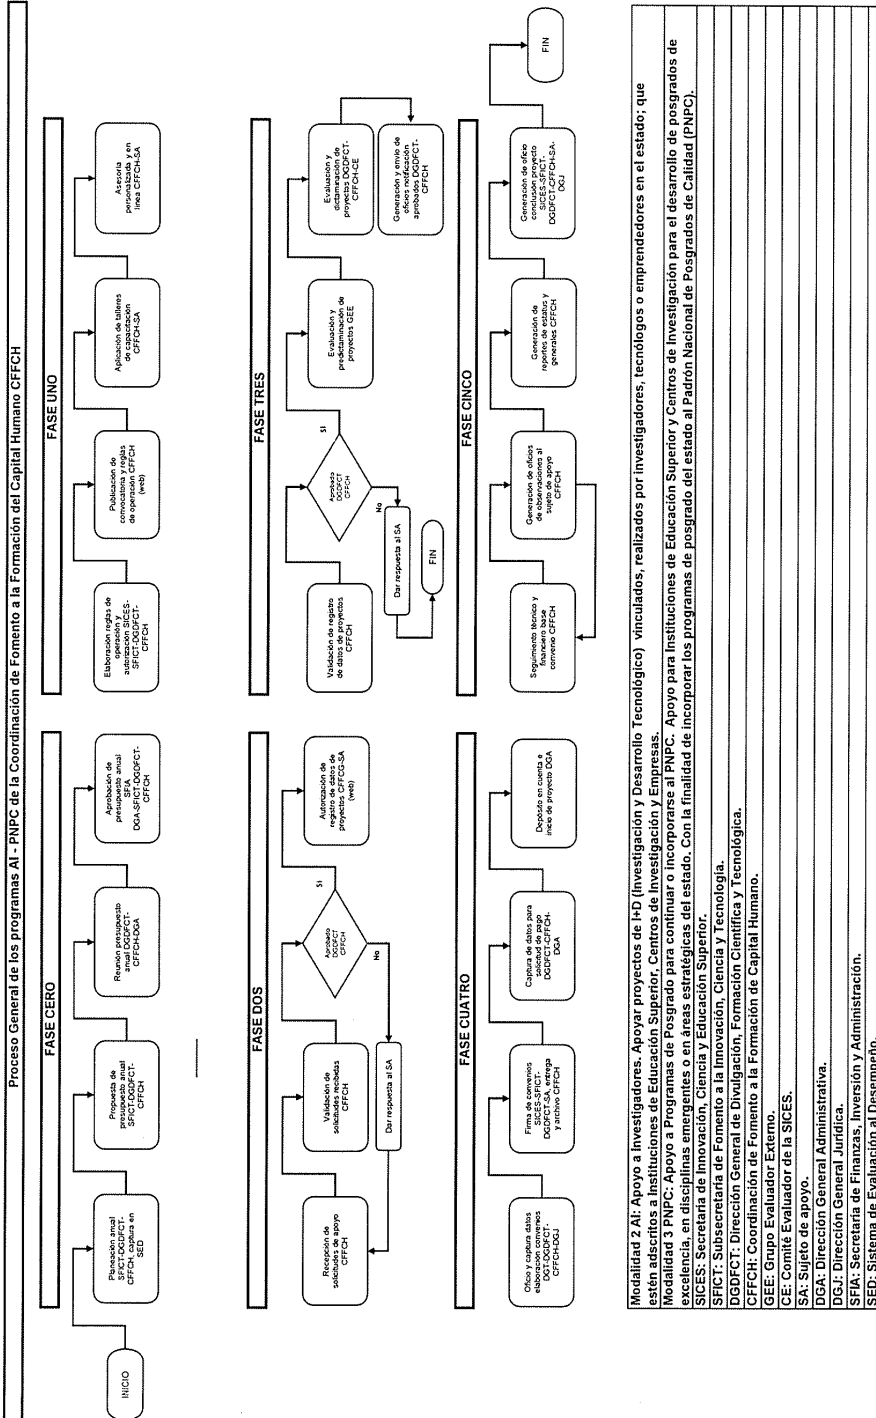 Proceso General de los programas AI - PNPC de la Coordinación de Fomento a la Formación del Capital Humano CFFCH
FASE CERO
INICIO
Planeación anual
SFICT-DGDFCT-
CFFCH, captura en
SED
Propuesta de
presupuesto anual
SFICT-DGDFCT-
CFFCH
Reunión presupuesto
anual DGDFCT-
CFFCH-DGA
Aprobación de
presupuesto anual
SFIA
DGA-SFICT-DGDFCT-
CFFCH
FASE UNO
Elaboración reglas de
operación y
autorización SICES-
SFICT-DGDFCT-
CFFCH
Publicación de
convocatoria y reglas
de operación CFFCH
(web)
Aplicación de talleres
de capacitación
CFFCH-SA
Asesoría
personalizada y en
línea CFFCH-SA
FASE DOS
Recepción de
solicitudes de apoyo
CFFCH
Validación de
solicitudes recibidas
CFFCH
Aprobado
DGDFCT
CFFCH
Si
No
Dar respuesta al SA
Autorización de
registro de datos de
proyectos CFFCG-SA
(web)
FASE TRES
Validación de registro
de datos de proyectos
CFFCH
Aprobado
DGDFCT
CFFCH
Si
No
Dar respuesta al SA
FIN
Evaluación y
predictaminación de
proyectos GEE
Evaluación y
dictaminación de
proyectos DGDFCT-
CFFCH-CE
Generación y envío de
oficios notificación
aprobados DGDFCT-
CFFCH
FASE CUATRO
Oficio y captura datos
elaboración convenios
DGT-DGDFCT-
CFFCH-DGJ
Firma de convenios
SICES-SFICT-
DGDFCT-SA, entrega
y archivo CFFCH
Captura de datos para
solicitud de pago
DGDFCT-CFFCH-
DGA
Depósito en cuenta e
inicio de proyecto DGA
FASE CINCO
Seguimiento técnico y
financiero base
convenio CFFCH
Generación de oficios
de observaciones al
sujeto de apoyo
CFFCH
Generación de
reportes de estatus y
generales CFFCH
Generación de oficio
conclusión proyecto
SICES-SFICT-
DGDFCT-CFFCH-SA-
DGJ
FIN
Modalidad 2 AI: Apoyo a Investigadores. Apoyar proyectos de I+D (Investigación y Desarrollo Tecnológico) vinculados, realizados por investigadores, tecnólogos o emprendedores en el estado; que
estén adscritos a Instituciones de Educación Superior, Centros de Investigación y Empresas.
Modalidad 3 PNPC: Apoyo a Programas de Posgrado para continuar o incorporarse al PNPC. Apoyo para Instituciones de Educación Superior y Centros de Investigación para el desarrollo de posgrados de
excelencia, en disciplinas emergentes o en áreas estratégicas del estado. Con la finalidad de incorporar los programas de posgrado del estado al Padrón Nacional de Posgrados de Calidad (PNPC).
SICES: Secretaría de Innovación, Ciencia y Educación Superior.
SFICT: Subsecretaría de Fomento a la Innovación, Ciencia y Tecnología.
DGDFCT: Dirección General de Divulgación, Formación Científica y Tecnológica.
CFFCH: Coordinación de Fomento a la Formación de Capital Humano.
GEE: Grupo Evaluador Externo.
CE: Comité Evaluador de la SICES.
SA: Sujeto de apoyo.
DGA: Dirección General Administrativa.
DGJ: Dirección General Jurídica.
SFIA: Secretaría de Finanzas, Inversión y Administración.
SED: Sistema de Evaluación al Desempeño.